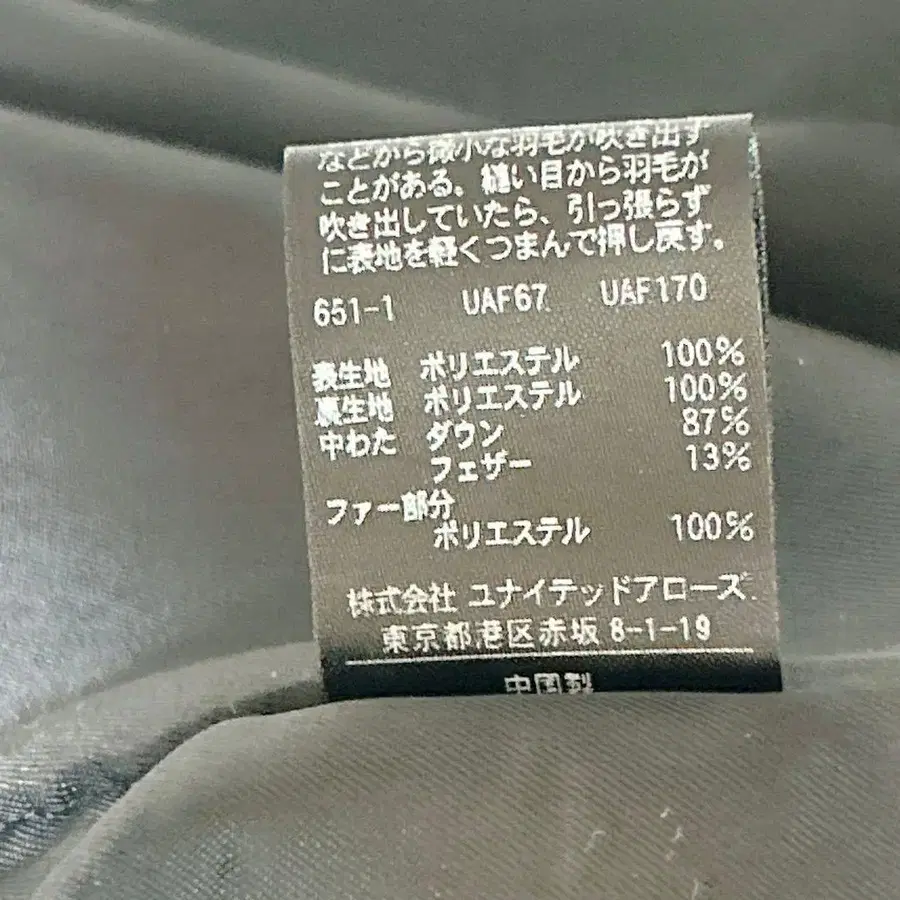 などから微小な羽毛が吹き出す
ことがある。縫い目から羽毛が
吹き出していたら、引っ張らず
に表地を軽くつまんで押し戻す。
651-1 UAF67 UAF170
表生地 ポリエステル 100%
裏生地 ポリエステル 100%
中わた ダウン 87%
フェザー 13%
ファー部分
ポリエステル 100%
株式会社 ユナイテッドアローズ
東京都港区赤坂 8-1-19
中国製